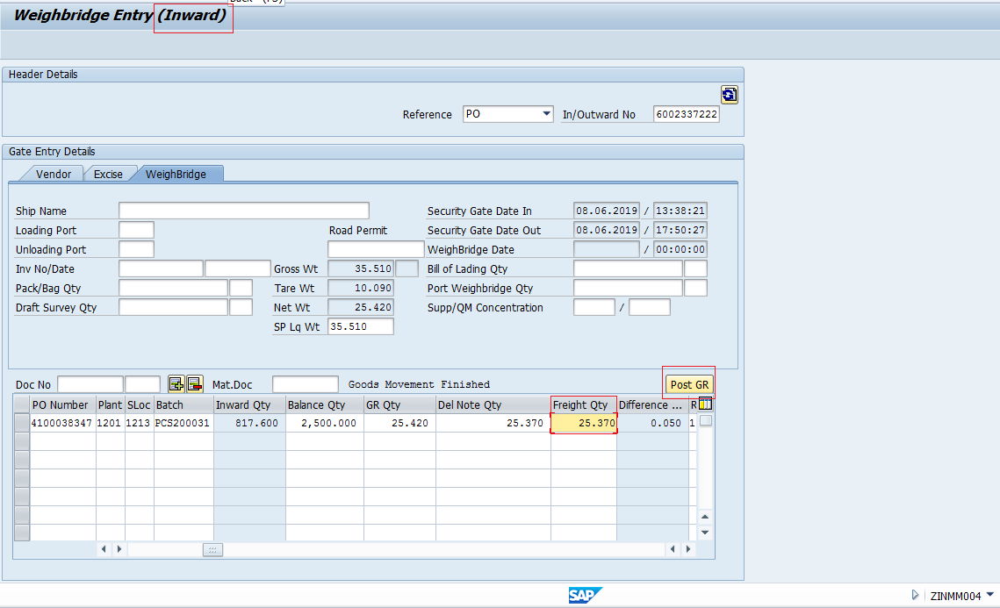 Back (F3)
Weighbridge Entry (Inward)
Header Details
Reference PO In/Outward No 6002337222
Gate Entry Details
Vendor Excise WeighBridge
Ship Name Security Gate Date In 08.06.2019 / 13:38:21
Loading Port Road Permit Security Gate Date Out 08.06.2019 / 17:50:27
Unloading Port WeighBridge Date / 00:00:00
Inv No/Date Gross Wt 35.510 Bill of Lading Qty
Pack/Bag Qty Tare Wt 10.090 Port Weighbridge Qty
Draft Survey Qty Net Wt 25.420 Supp/QM Concentration /
SP Lq Wt 35.510
Doc No Mat.Doc Goods Movement Finished Post GR
PO Number Plant SLoc Batch Inward Qty Balance Qty GR Qty Del Note Qty Freight Qty Difference ... R
4100038347 1201 1213 PCS200031 817.600 2,500.000 25.420 25.370 25.370 0.050 1
SAP ZINMM004